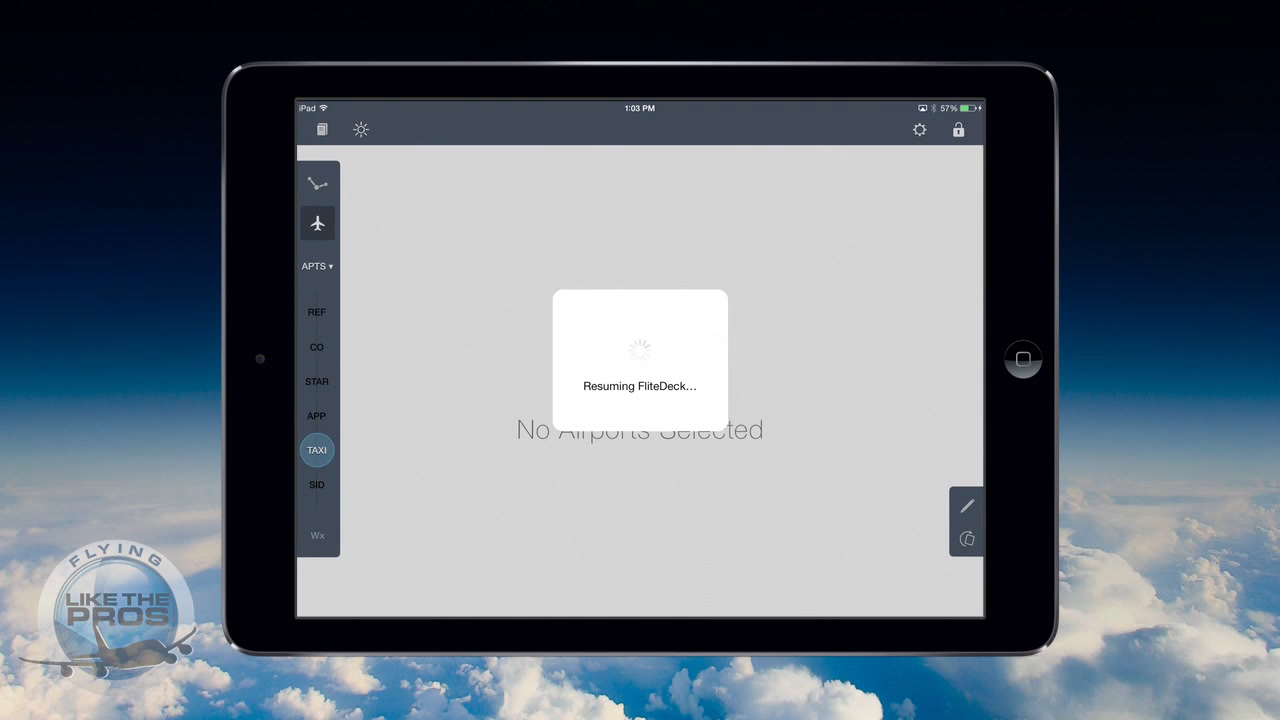 iPad
1:03 PM
57%
APTS ▾
REF
CO
STAR
APP
TAXI
SID
Wx
Resuming FliteDeck...
No Airports Selected
FLYING
LIKE THE
PROS